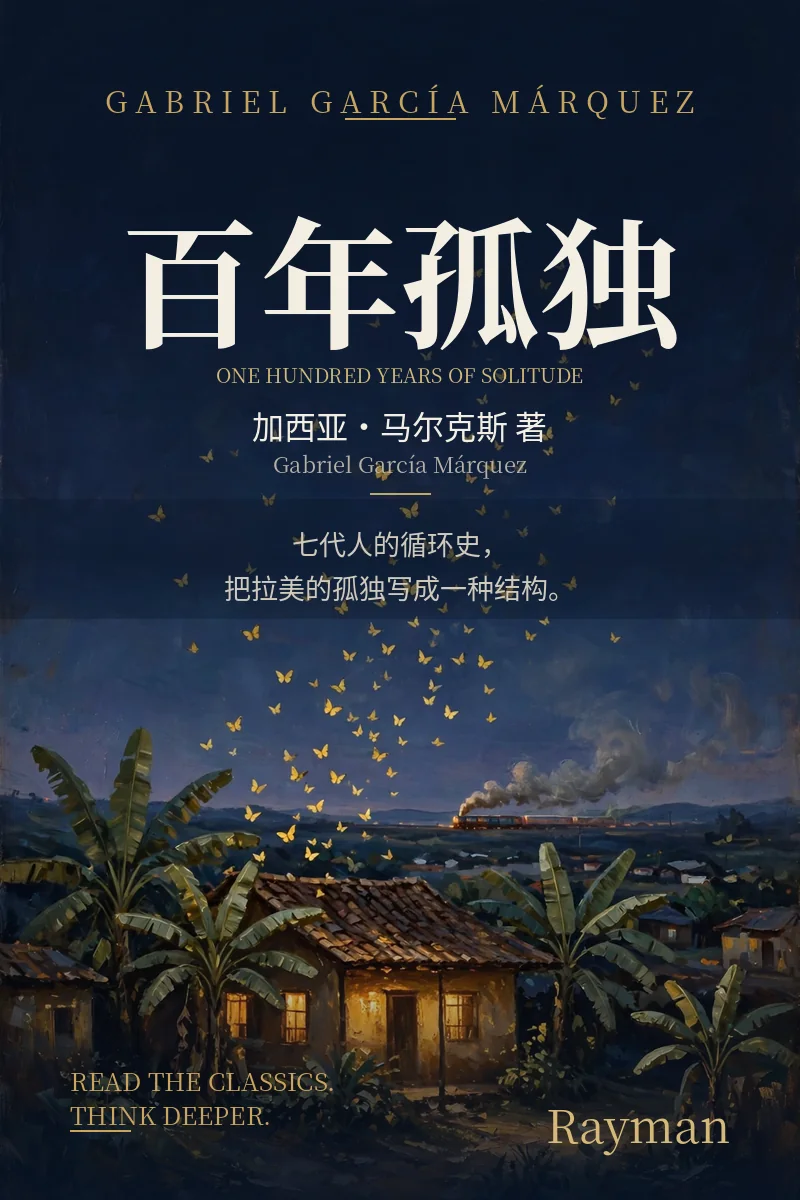 GABRIEL GARCÍA MÁRQUEZ
百年孤独
ONE HUNDRED YEARS OF SOLITUDE
加西亚·马尔克斯 著
Gabriel García Márquez
七代人的循环史，
把拉美的孤独写成一种结构。
READ THE CLASSICS.
THINK DEEPER.
Rayman